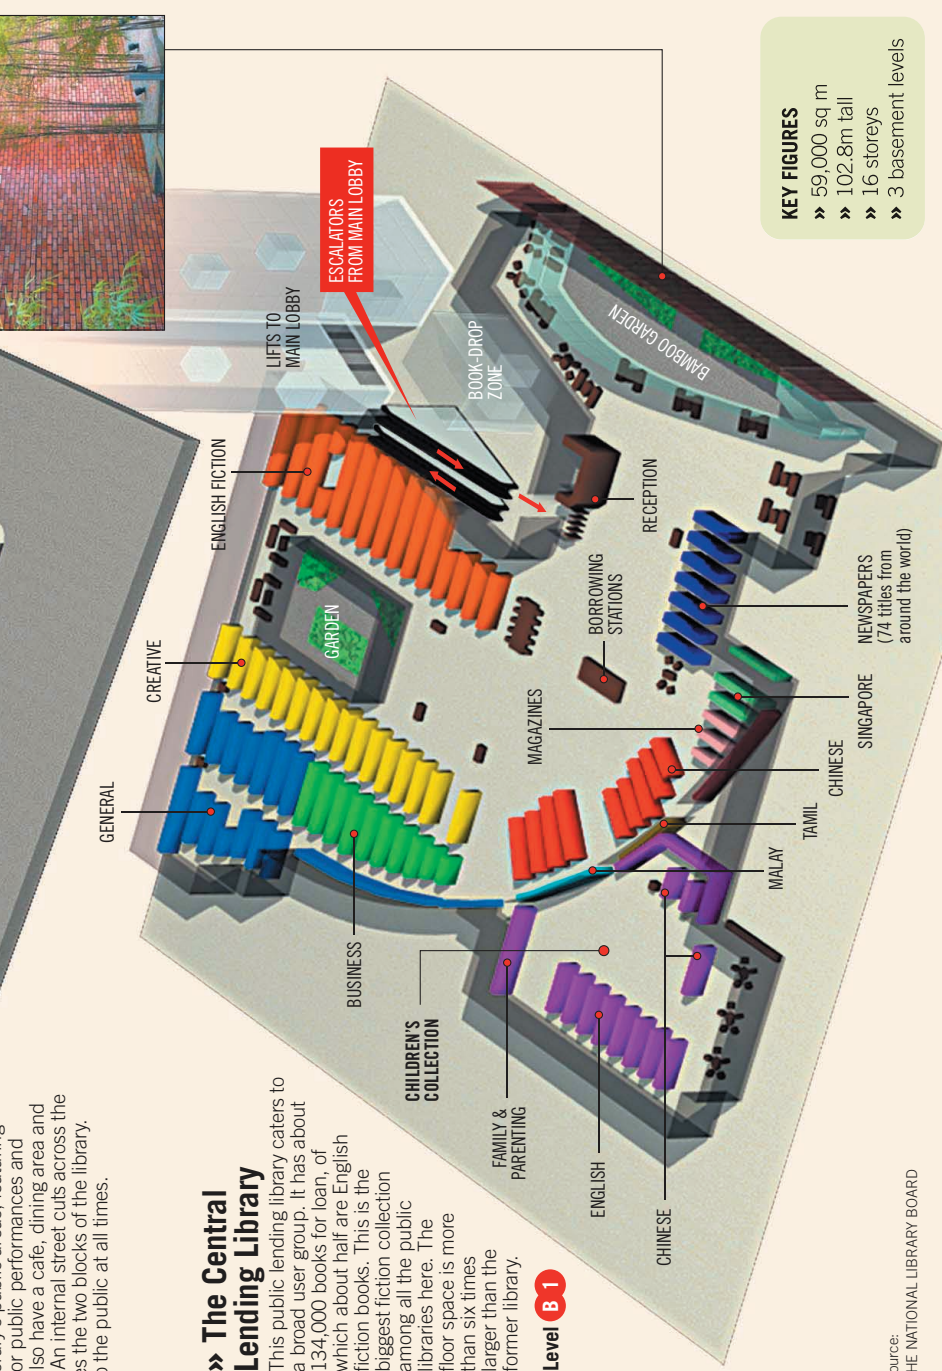 public areas, featuring
or public performances and
lso have a cafe, dining area and
An internal street cuts across the
es the two blocks of the library.
o the public at all times.
» The Central
Lending Library
This public lending library caters to
a broad user group. It has about
134,000 books for loan, of
which about half are English
fiction books. This is the
biggest fiction collection
among all the public
libraries here. The
floor space is more
than six times
larger than the
former library.
Level B 1
GENERAL
CREATIVE
ENGLISH FICTION
LIFTS TO
MAIN LOBBY
ESCALATORS
FROM MAIN LOBBY
BOOK-DROP
ZONE
GARDEN
BAMBOO GARDEN
BUSINESS
CHILDREN'S
COLLECTION
FAMILY &
PARENTING
ENGLISH
CHINESE
MAGAZINES
BORROWING
STATIONS
RECEPTION
MALAY
TAMIL
CHINESE
SINGAPORE
NEWSPAPERS
(74 titles from
around the world)
KEY FIGURES
» 59,000 sq m
» 102.8m tall
» 16 storeys
» 3 basement levels
ource:
HE NATIONAL LIBRARY BOARD